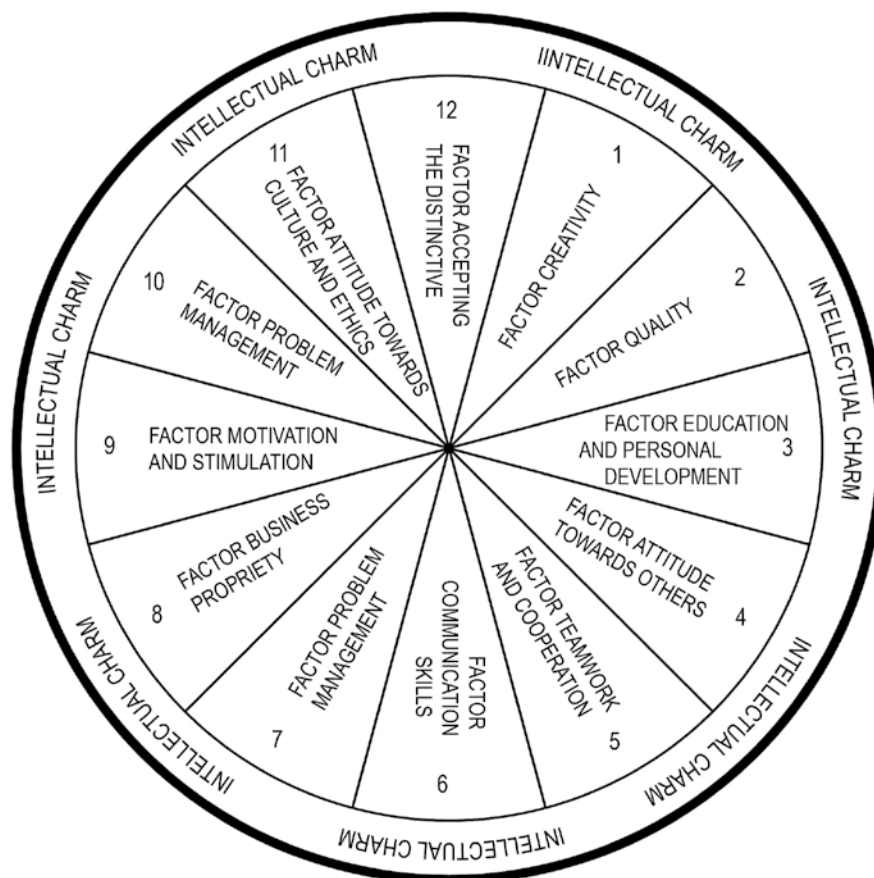 IINTELLECTUAL CHARM
INTELLECTUAL CHARM
INTELLECTUAL CHARM
INTELLECTUAL CHARM
INTELLECTUAL CHARM
INTELLECTUAL CHARM
INTELLECTUAL CHARM
1
FACTOR CREATIVITY
2
FACTOR QUALITY
3
FACTOR EDUCATION
AND PERSONAL
DEVELOPMENT
4
FACTOR ATTITUDE
TOWARDS OTHERS
5
FACTOR TEAMWORK
AND COOPERATION
6
FACTOR
COMMUNICATION
SKILLS
7
FACTOR PROBLEM
MANAGEMENT
8
FACTOR BUSINESS
PROPRIETY
9
FACTOR MOTIVATION
AND STIMULATION
10
FACTOR PROBLEM
MANAGEMENT
11
FACTOR ATTITUDE TOWARDS
CULTURE AND ETHICS
12
FACTOR ACCEPTING
THE DISTINCTIVE